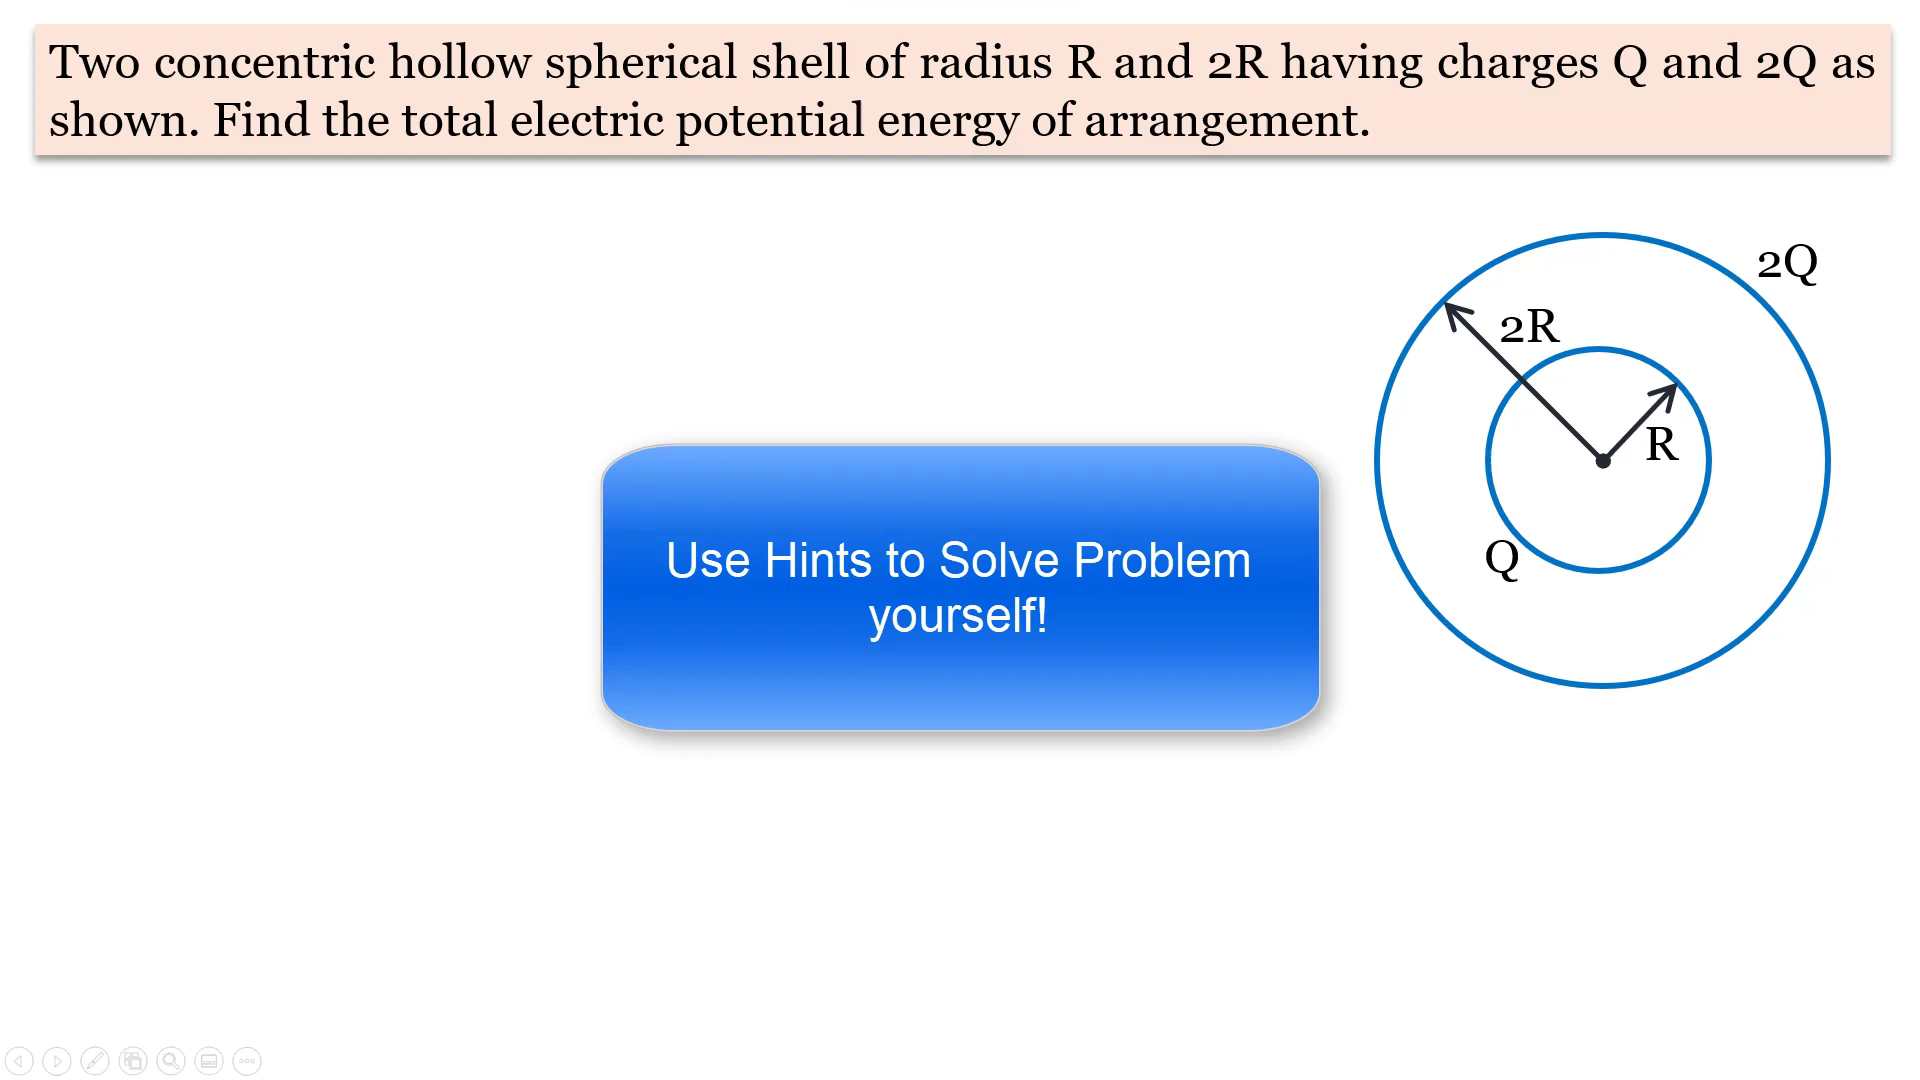 Two concentric hollow spherical shell of radius R and 2R having charges Q and 2Q as
shown. Find the total electric potential energy of arrangement.
2Q
2R
R
Q
Use Hints to Solve Problem
yourself!